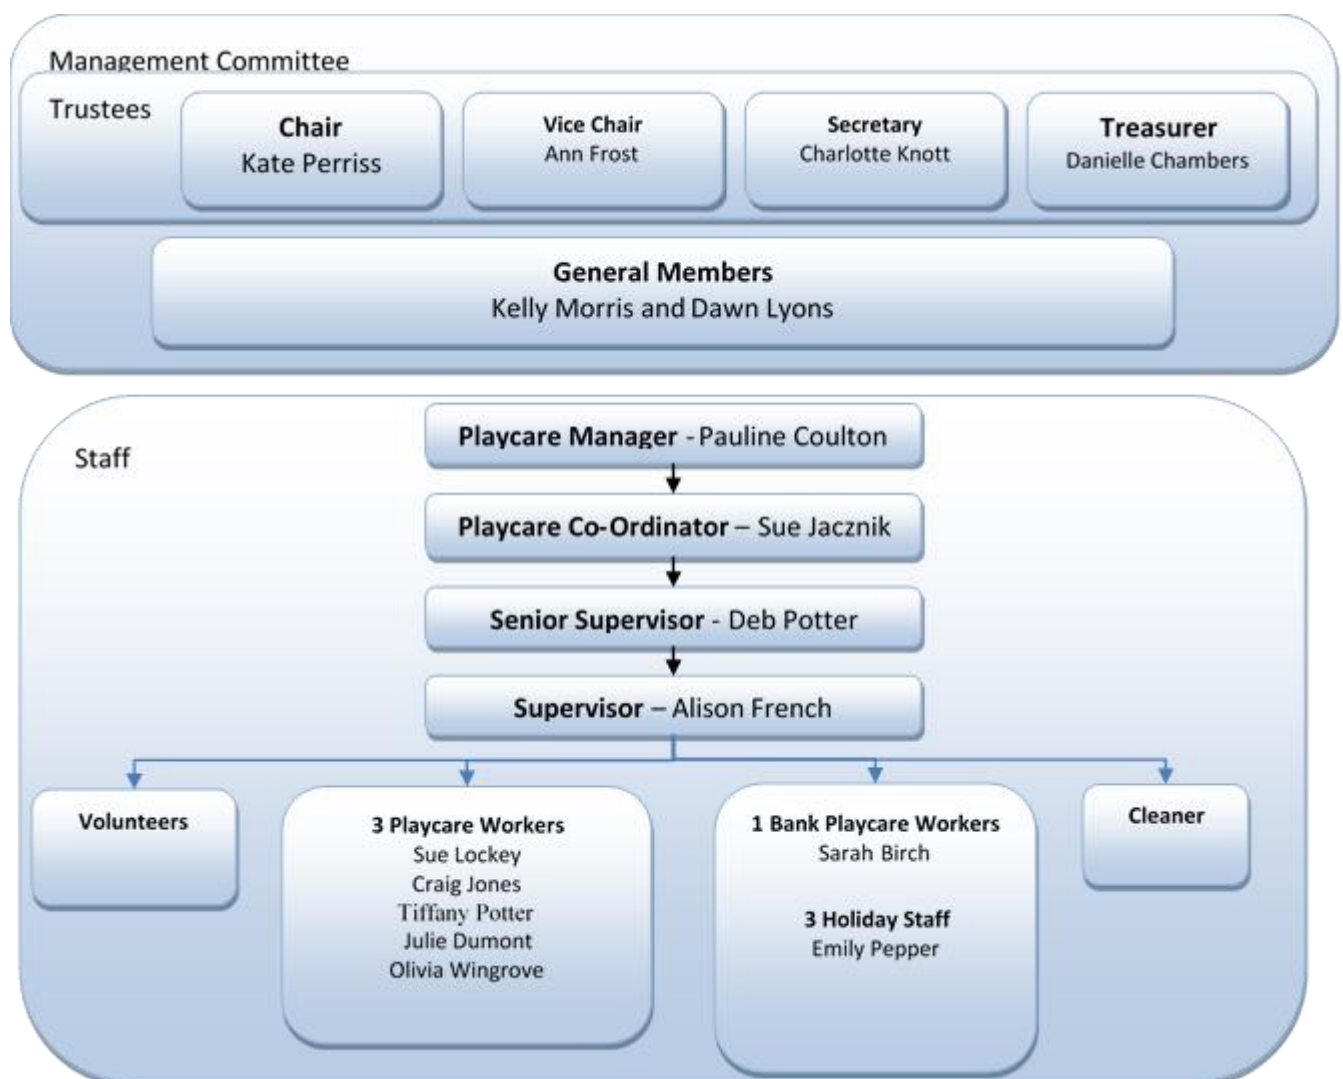 Management Committee
Trustees
Chair
Kate Perriss
Vice Chair
Ann Frost
Secretary
Charlotte Knott
Treasurer
Danielle Chambers
General Members
Kelly Morris and Dawn Lyons
Staff
Playcare Manager - Pauline Coulton
Playcare Co-Ordinator – Sue Jacznik
Senior Supervisor - Deb Potter
Supervisor – Alison French
Volunteers
3 Playcare Workers
Sue Lockey
Craig Jones
Tiffany Potter
Julie Dumont
Olivia Wingrove
1 Bank Playcare Workers
Sarah Birch
3 Holiday Staff
Emily Pepper
Cleaner